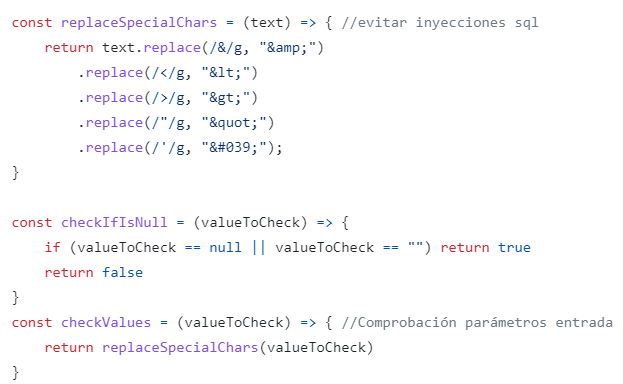 const replaceSpecialChars = (text) => { //evitar inyecciones sql
    return text.replace(/&/g, "&amp;")
        .replace(/</g, "&lt;")
        .replace(/>/g, "&gt;")
        .replace(/"/g, "&quot;")
        .replace(/'/g, "&#039;");
}

const checkIfIsNull = (valueToCheck) => {
    if (valueToCheck == null || valueToCheck == "") return true
    return false
}
const checkValues = (valueToCheck) => { //Comprobación parámetros entrada
    return replaceSpecialChars(valueToCheck)
}